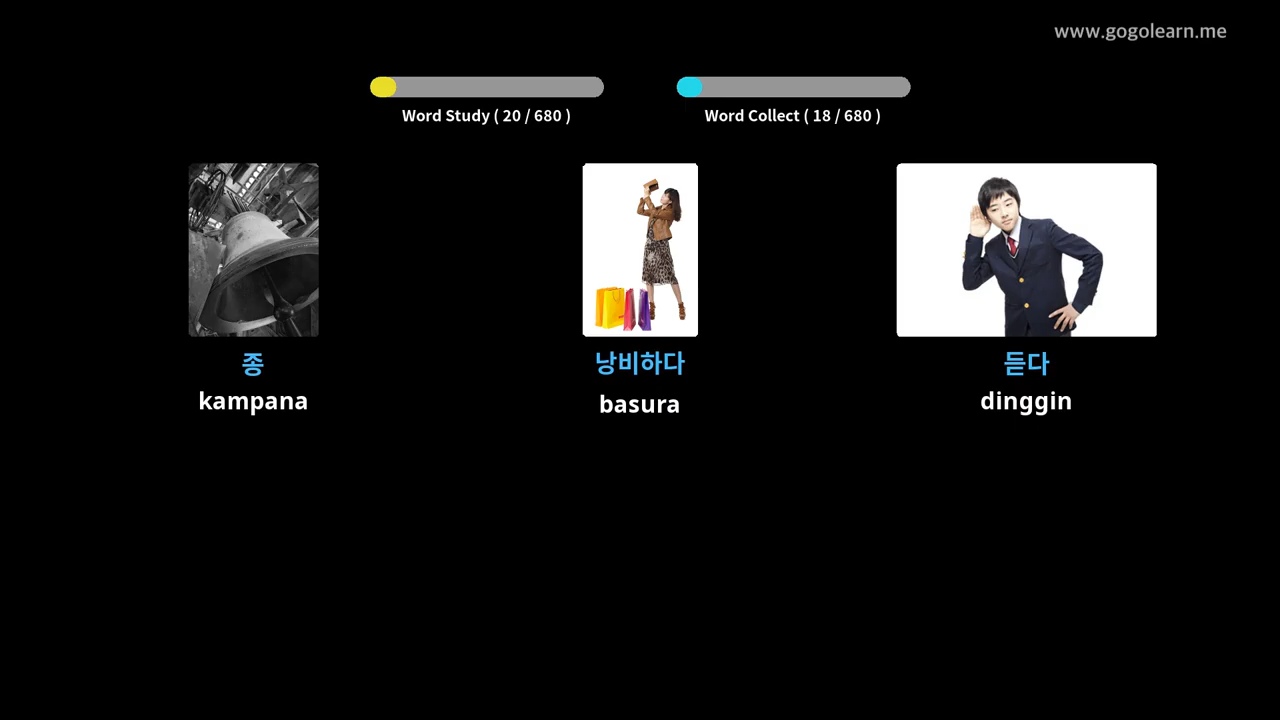 www.gogolearn.me
Word Study ( 20 / 680 )
Word Collect ( 18 / 680 )
종
kampana
낭비하다
basura
듣다
dinggin